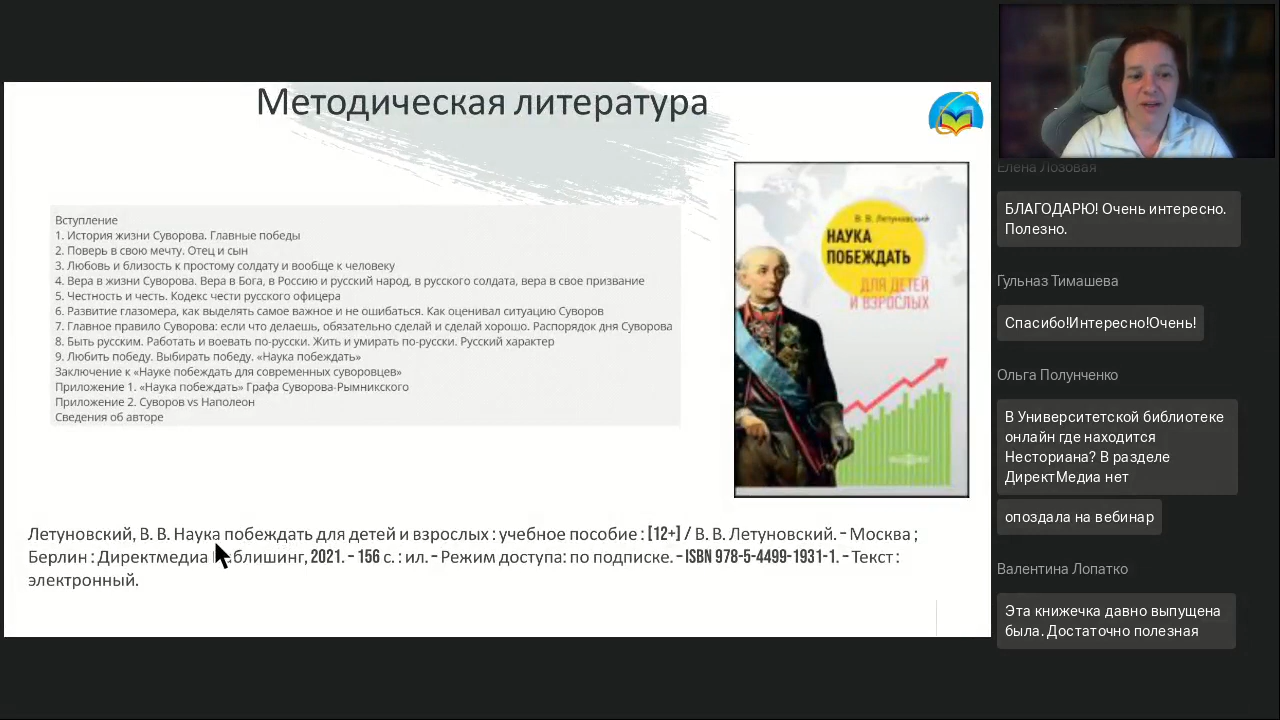 Методическая литература
Вступление
1. История жизни Суворова. Главные победы
2. Поверь в свою мечту. Отец и сын
3. Любовь и близость к простому солдату и вообще к человеку
4. Вера в жизни Суворова. Вера в Бога, в Россию и русский народ, в русского солдата, вера в свое призвание
5. Честность и честь. Кодекс чести русского офицера
6. Развитие глазомера, как выделять самое важное и не ошибаться. Как оценивал ситуацию Суворов
7. Главное правило Суворова: если что делаешь, обязательно сделай и сделай хорошо. Распорядок дня Суворова
8. Быть русским. Работать и воевать по-русски. Жить и умирать по-русски. Русский характер
9. Любить победу. Выбирать победу. «Наука побеждать»
Заключение к «Науке побеждать для современных суворовцев»
Приложение 1. «Наука побеждать» Графа Суворова-Рымникского
Приложение 2. Суворов vs Наполеон
Сведения об авторе
В. В. Летуновский
НАУКА
ПОБЕЖДАТЬ
ДЛЯ ДЕТЕЙ
И ВЗРОСЛЫХ
Летуновский, В. В. Наука побеждать для детей и взрослых : учебное пособие : [12+] / В. В. Летуновский. – Москва ;
Берлин : Директмедиа блишинг, 2021. – 156 с. : ил. – Режим доступа: по подписке. – ISBN 978-5-4499-1931-1. – Текст :
электронный.
Елена Лозовая
БЛАГОДАРЮ! Очень интересно.
Полезно.
Гульназ Тимашева
Спасибо!Интересно!Очень!
Ольга Полунченко
В Университетской библиотеке
онлайн где находится
Несториана? В разделе
ДиректМедиа нет
опоздала на вебинар
Валентина Лопатко
Эта книжечка давно выпущена
была. Достаточно полезная